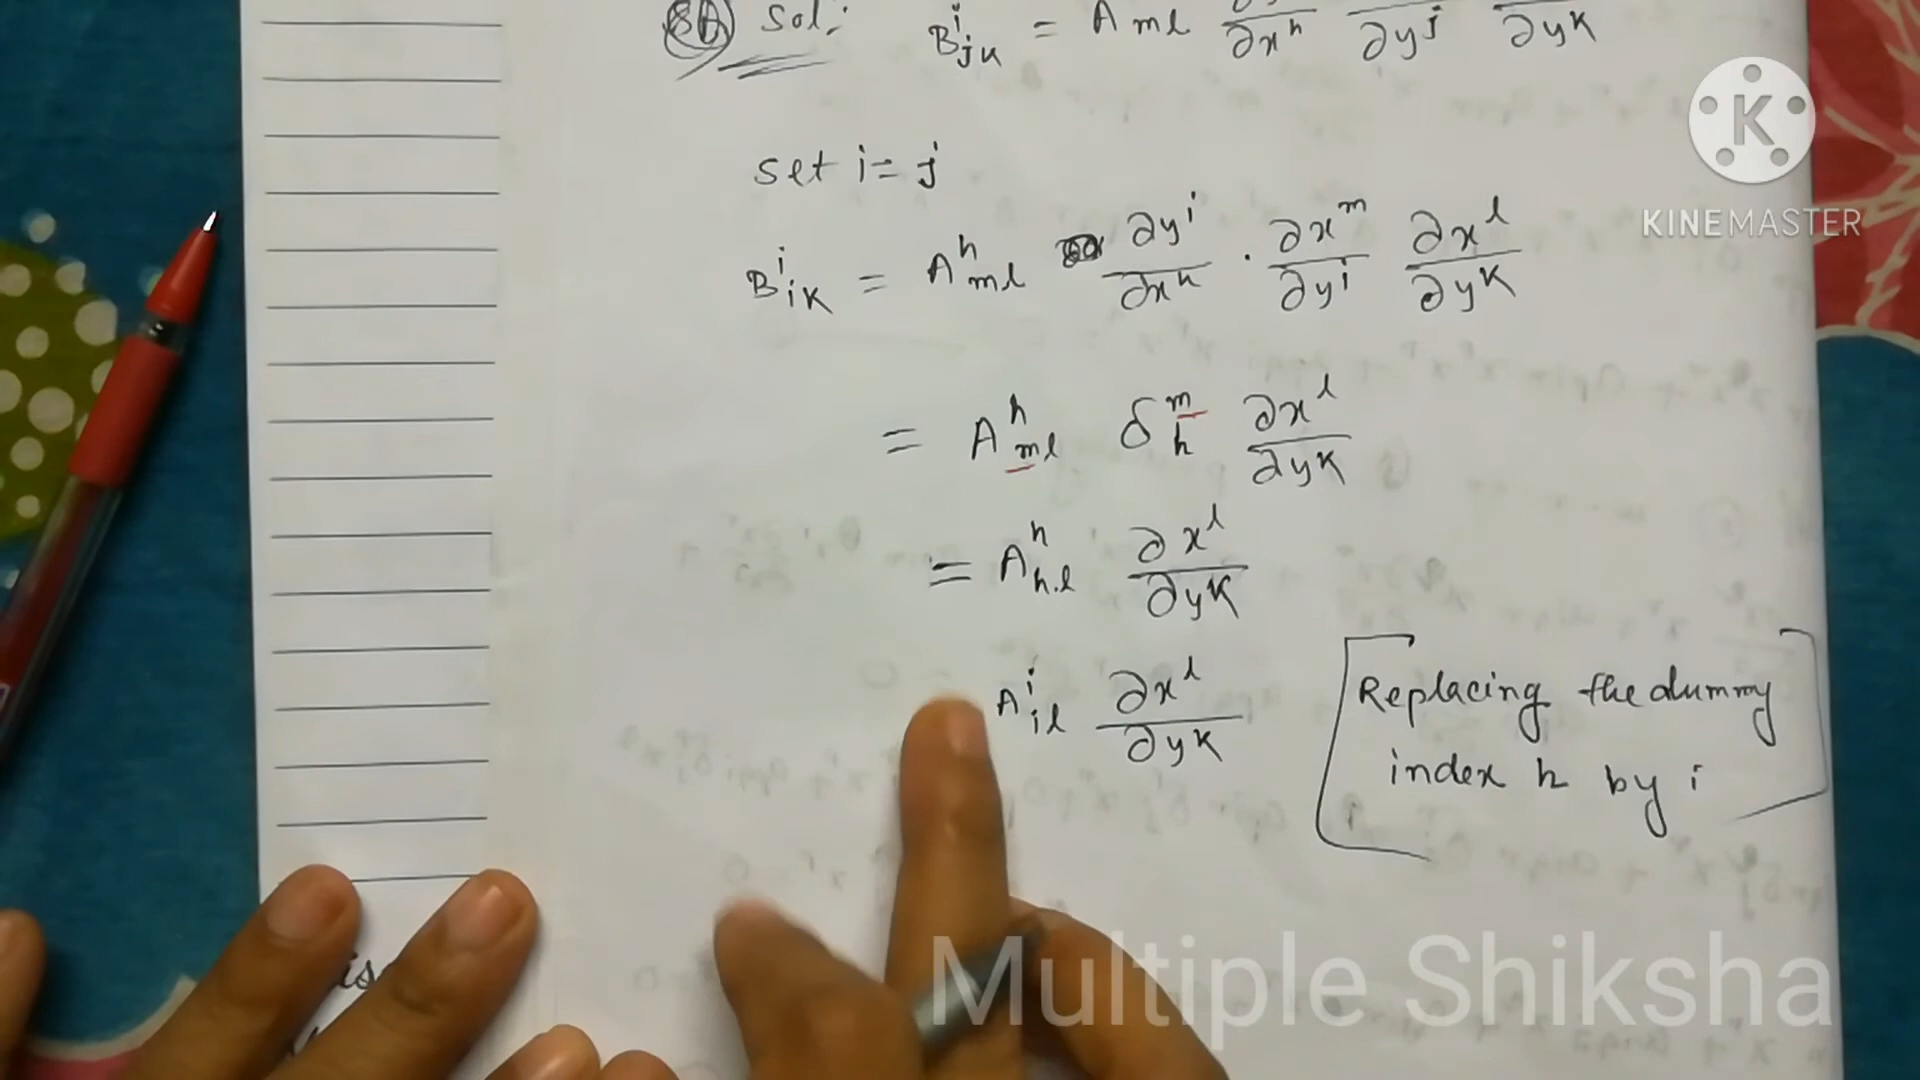 8(A) Sol: B^i_{jk} = A_{ml} ∂x^h ∂y^j ∂y^k
set i = j
B^i_{ik} = A^h_{ml} ∂y^i/∂x^h · ∂x^m/∂y^i ∂x^l/∂y^k
= A^h_{ml} δ^m_h ∂x^l/∂y^k
= A^h_{h.l} ∂x^l/∂y^k
A^i_{il} ∂x^l/∂y^k
[Replacing the dummy
index h by i]
K
KINEMASTER
Multiple Shiksha